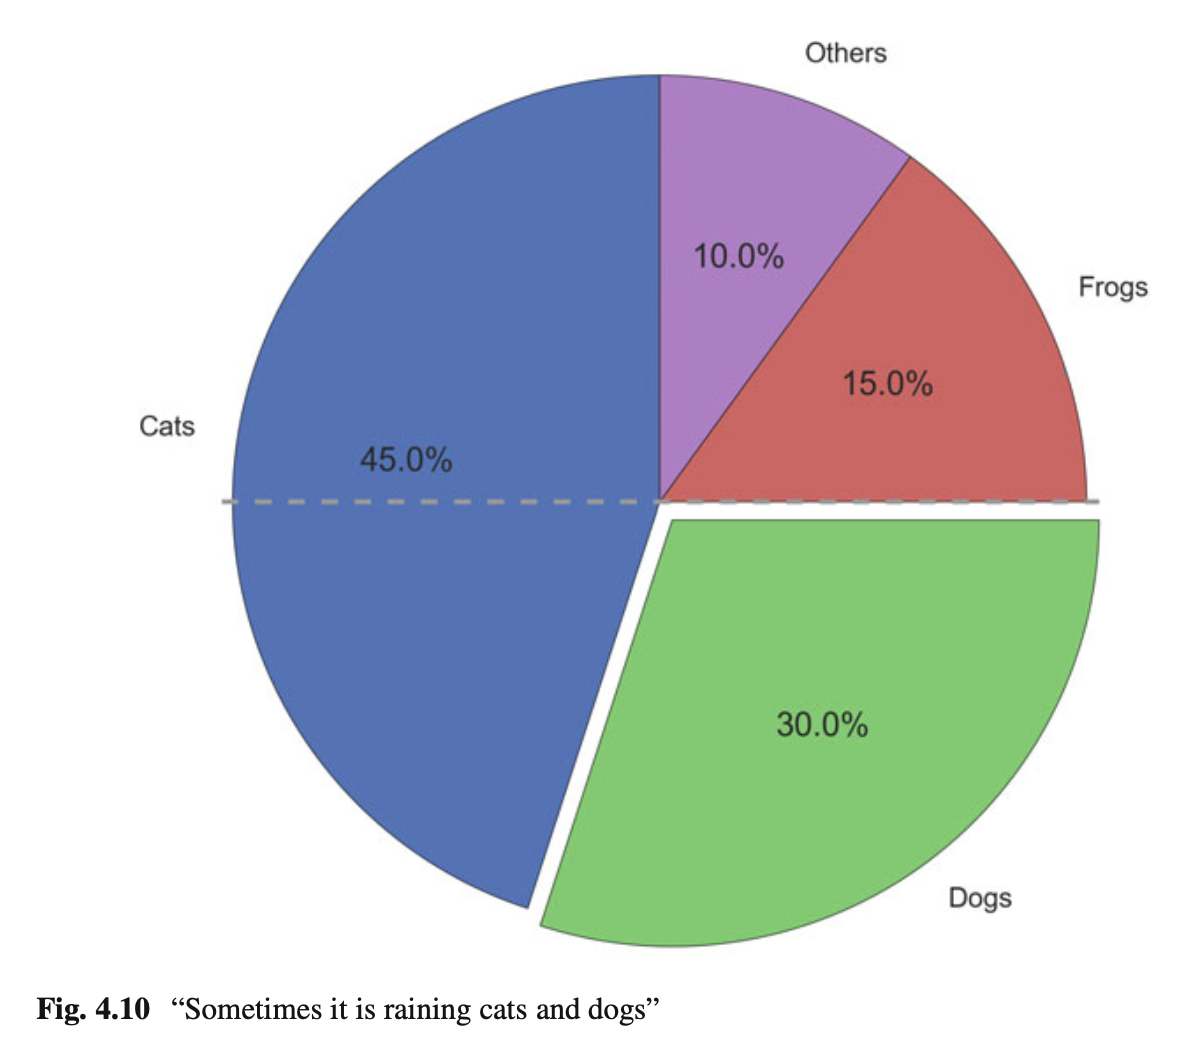 Others
10.0%
Frogs
15.0%
Cats
45.0%
30.0%
Dogs
Fig. 4.10 “Sometimes it is raining cats and dogs”